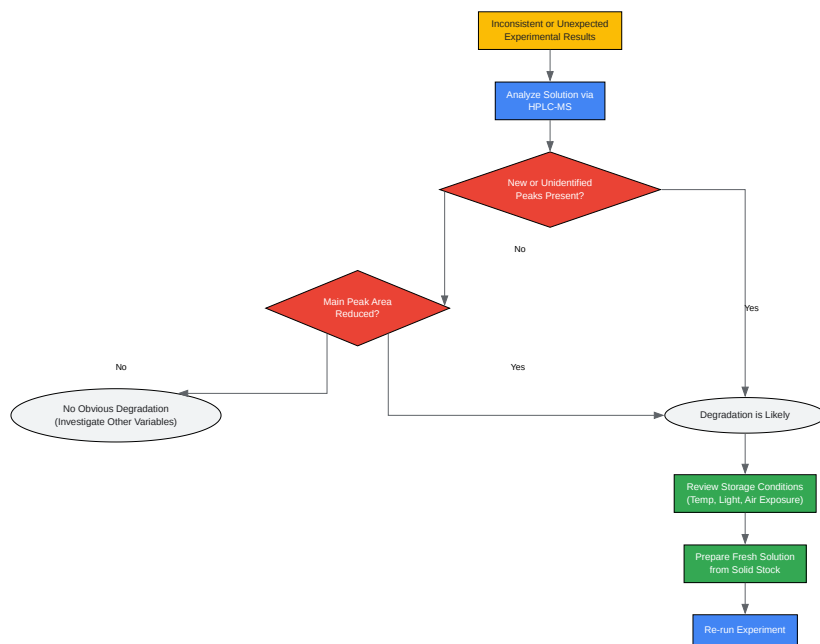 Inconsistent or Unexpected
Experimental Results
Analyze Solution via
HPLC-MS
New or Unidentified
Peaks Present?
No
Main Peak Area
Reduced?
Yes
No
Yes
No Obvious Degradation
(Investigate Other Variables)
Degradation is Likely
Review Storage Conditions
(Temp, Light, Air Exposure)
Prepare Fresh Solution
from Solid Stock
Re-run Experiment